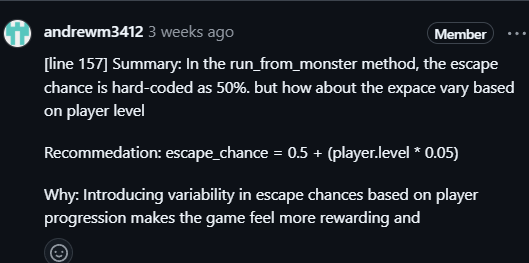 andrewm3412 3 weeks ago Member
[line 157] Summary: In the run_from_monster method, the escape
chance is hard-coded as 50%. but how about the expace vary based
on player level
Recommedation: escape_chance = 0.5 + (player.level * 0.05)
Why: Introducing variability in escape chances based on player
progression makes the game feel more rewarding and